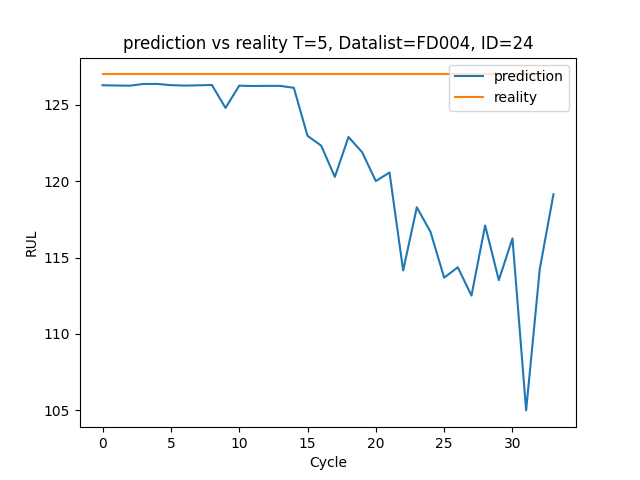 prediction vs reality T=5, Datalist=FD004, ID=24
prediction
reality
125
120
115
110
105
RUL
0 5 10 15 20 25 30
Cycle